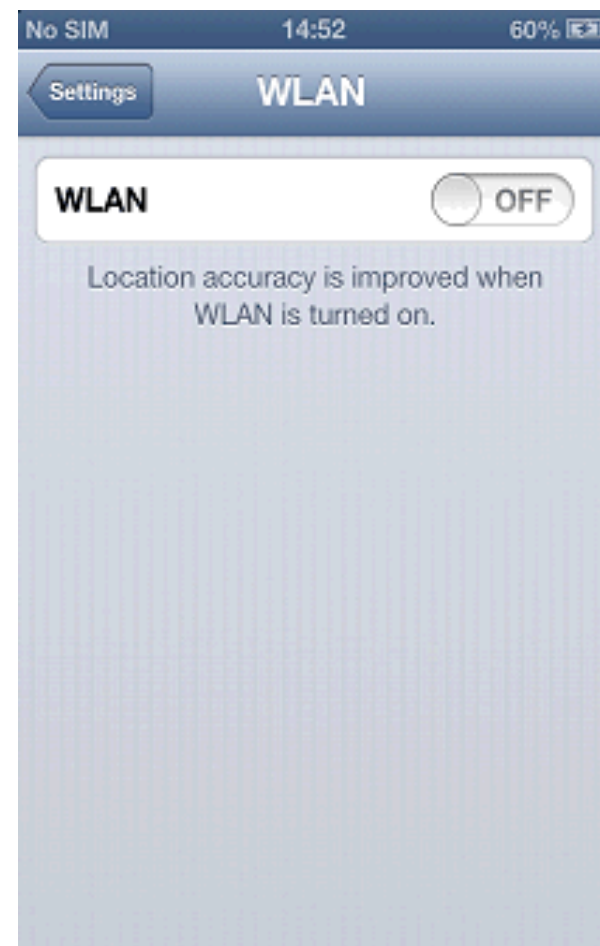 No SIM 14:52 60%
Settings WLAN
WLAN OFF
Location accuracy is improved when
WLAN is turned on.